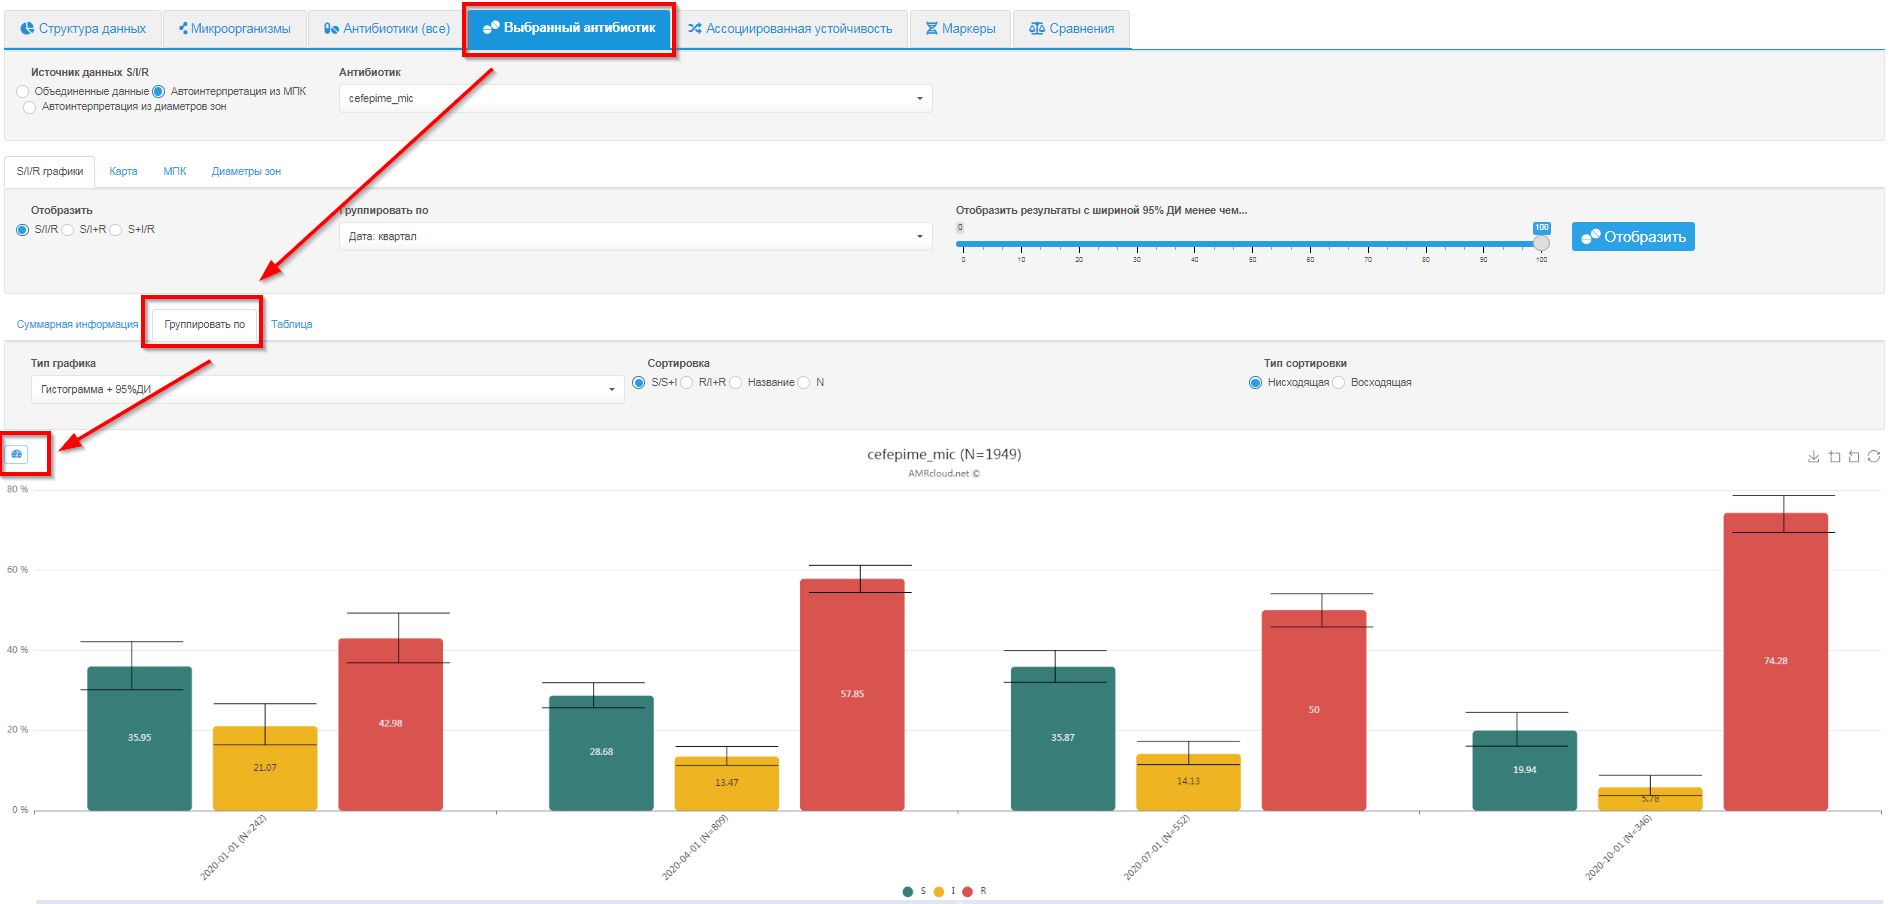 Структура данных
Микроорганизмы
Антибиотики (все)
Выбранный антибиотик
Ассоциированная устойчивость
Маркеры
Сравнения
Источник данных S/I/R
Антибиотик
Объединенные данные Автоинтерпретация из МПК
Автоинтерпретация из диаметров зон
cefepime_mic
S/I/R графики
Карта
МПК
Диаметры зон
Отобразить
Группировать по
Отобразить результаты с шириной 95% ДИ менее чем...
S/I/R S/I+R S+I/R
Дата: квартал
0 100
0 10 20 30 40 50 60 70 80 90 100
Отобразить
Суммарная информация
Группировать по
Таблица
Тип графика
Сортировка
Тип сортировки
Гистограмма + 95%ДИ
S/S+I R/I+R Название N
Нисходящая Восходящая
cefepime_mic (N=1949)
AMRcloud.net ©
80 %
60 %
40 %
20 %
0 %
35.95
21.07
42.98
28.68
13.47
57.85
35.87
14.13
50
19.94
5.78
74.28
2020-01-01 (N=242)
2020-04-01 (N=809)
2020-07-01 (N=552)
2020-10-01 (N=346)
S I R